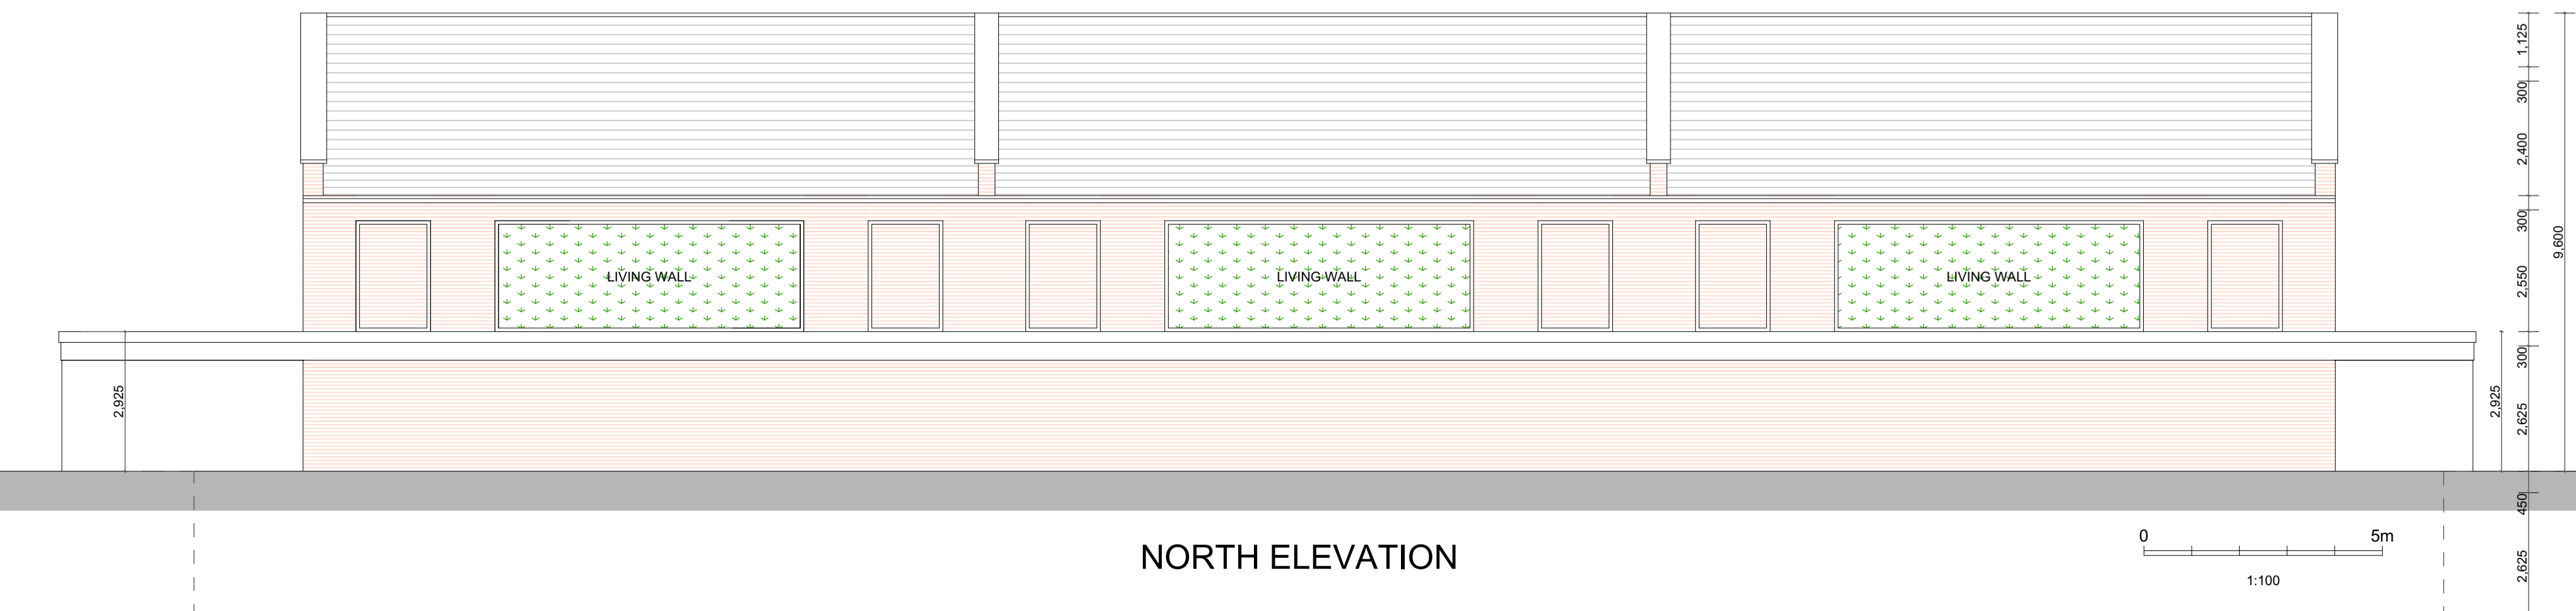 1,125
300
2,400
300
9,600
2,550
LIVING WALL
LIVING WALL
LIVING WALL
300
2,925
2,925
2,625
450
NORTH ELEVATION
0 5m
1:100
2,625